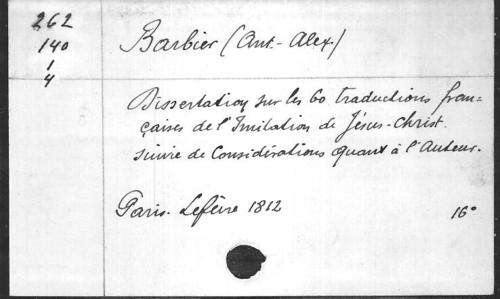 262
140
1
4
Barbier (Ant.-Alex.)
Dissertation sur les 60 traductions fran-
çaises de l'Imitation de Jésus-Christ.
suivie de Considérations quant à l'Auteur.
Paris. Lefèvre 1812
16°